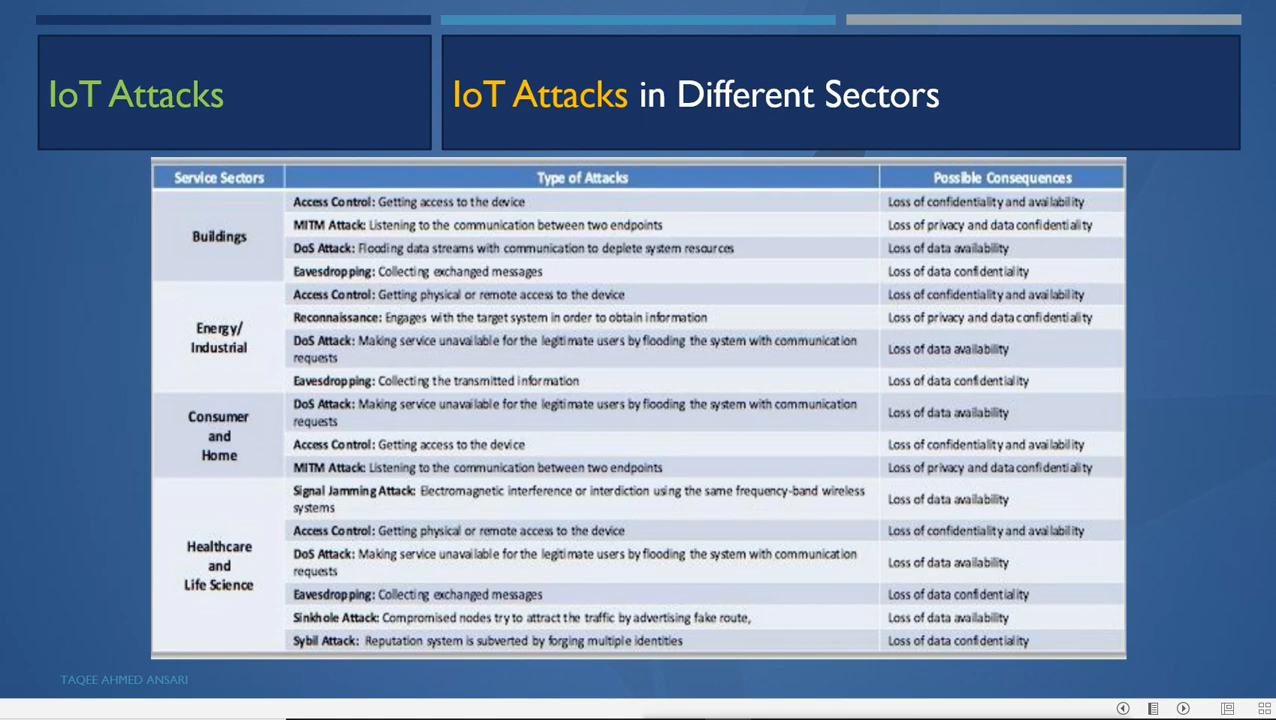 IoT Attacks
IoT Attacks in Different Sectors
Service Sectors Type of Attacks Possible Consequences
Buildings
Access Control: Getting access to the device Loss of confidentiality and availability
MITM Attack: Listening to the communication between two endpoints Loss of privacy and data confidentiality
DoS Attack: Flooding data streams with communication to deplete system resources Loss of data availability
Eavesdropping: Collecting exchanged messages Loss of data confidentiality
Energy/
Industrial
Access Control: Getting physical or remote access to the device Loss of confidentiality and availability
Reconnaissance: Engages with the target system in order to obtain information Loss of privacy and data confidentiality
DoS Attack: Making service unavailable for the legitimate users by flooding the system with communication
requests Loss of data availability
Eavesdropping: Collecting the transmitted information Loss of data confidentiality
Consumer
and
Home
DoS Attack: Making service unavailable for the legitimate users by flooding the system with communication
requests Loss of data availability
Access Control: Getting access to the device Loss of confidentiality and availability
MITM Attack: Listening to the communication between two endpoints Loss of privacy and data confidentiality
Healthcare
and
Life Science
Signal Jamming Attack: Electromagnetic interference or interdiction using the same frequency-band wireless
systems Loss of data availability
Access Control: Getting physical or remote access to the device Loss of confidentiality and availability
DoS Attack: Making service unavailable for the legitimate users by flooding the system with communication
requests Loss of data availability
Eavesdropping: Collecting exchanged messages Loss of data confidentiality
Sinkhole Attack: Compromised nodes try to attract the traffic by advertising fake route, Loss of data availability
Sybil Attack: Reputation system is subverted by forging multiple identities Loss of data confidentiality
TAQEE AHMED ANSARI